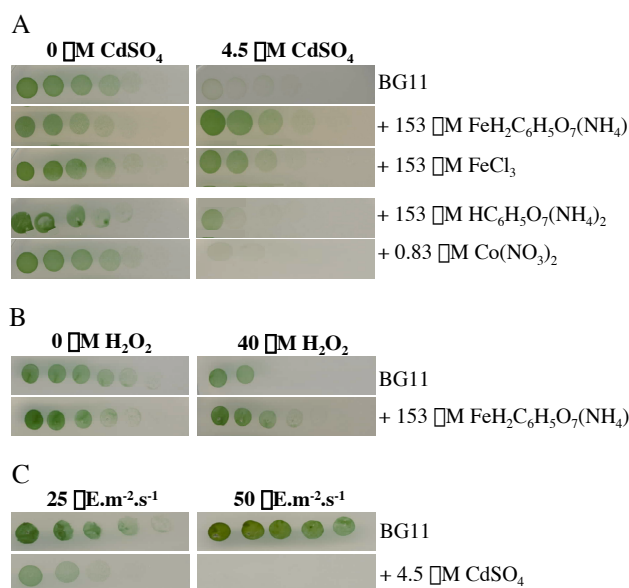 A
0 □M CdSO₄ 4.5 □M CdSO₄
BG11
+ 153 □M FeH₂C₆H₅O₇(NH₄)
+ 153 □M FeCl₃
+ 153 □M HC₆H₅O₇(NH₄)₂
+ 0.83 □M Co(NO₃)₂
B
0 □M H₂O₂ 40 □M H₂O₂
BG11
+ 153 □M FeH₂C₆H₅O₇(NH₄)
C
25 □E.m⁻².s⁻¹ 50 □E.m⁻².s⁻¹
BG11
+ 4.5 □M CdSO₄